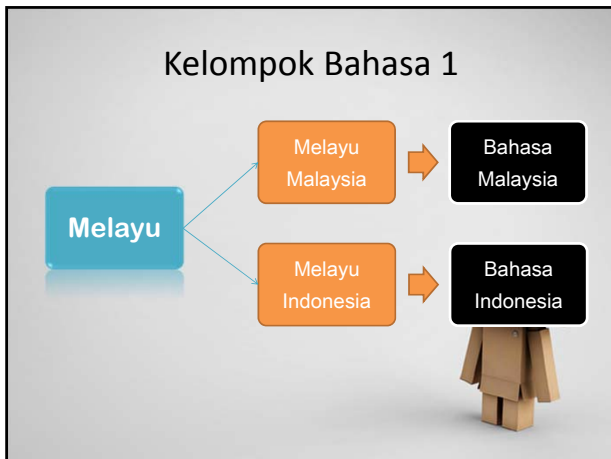 Kelompok Bahasa 1
Melayu
Melayu
Malaysia
Bahasa
Malaysia
Melayu
Indonesia
Bahasa
Indonesia